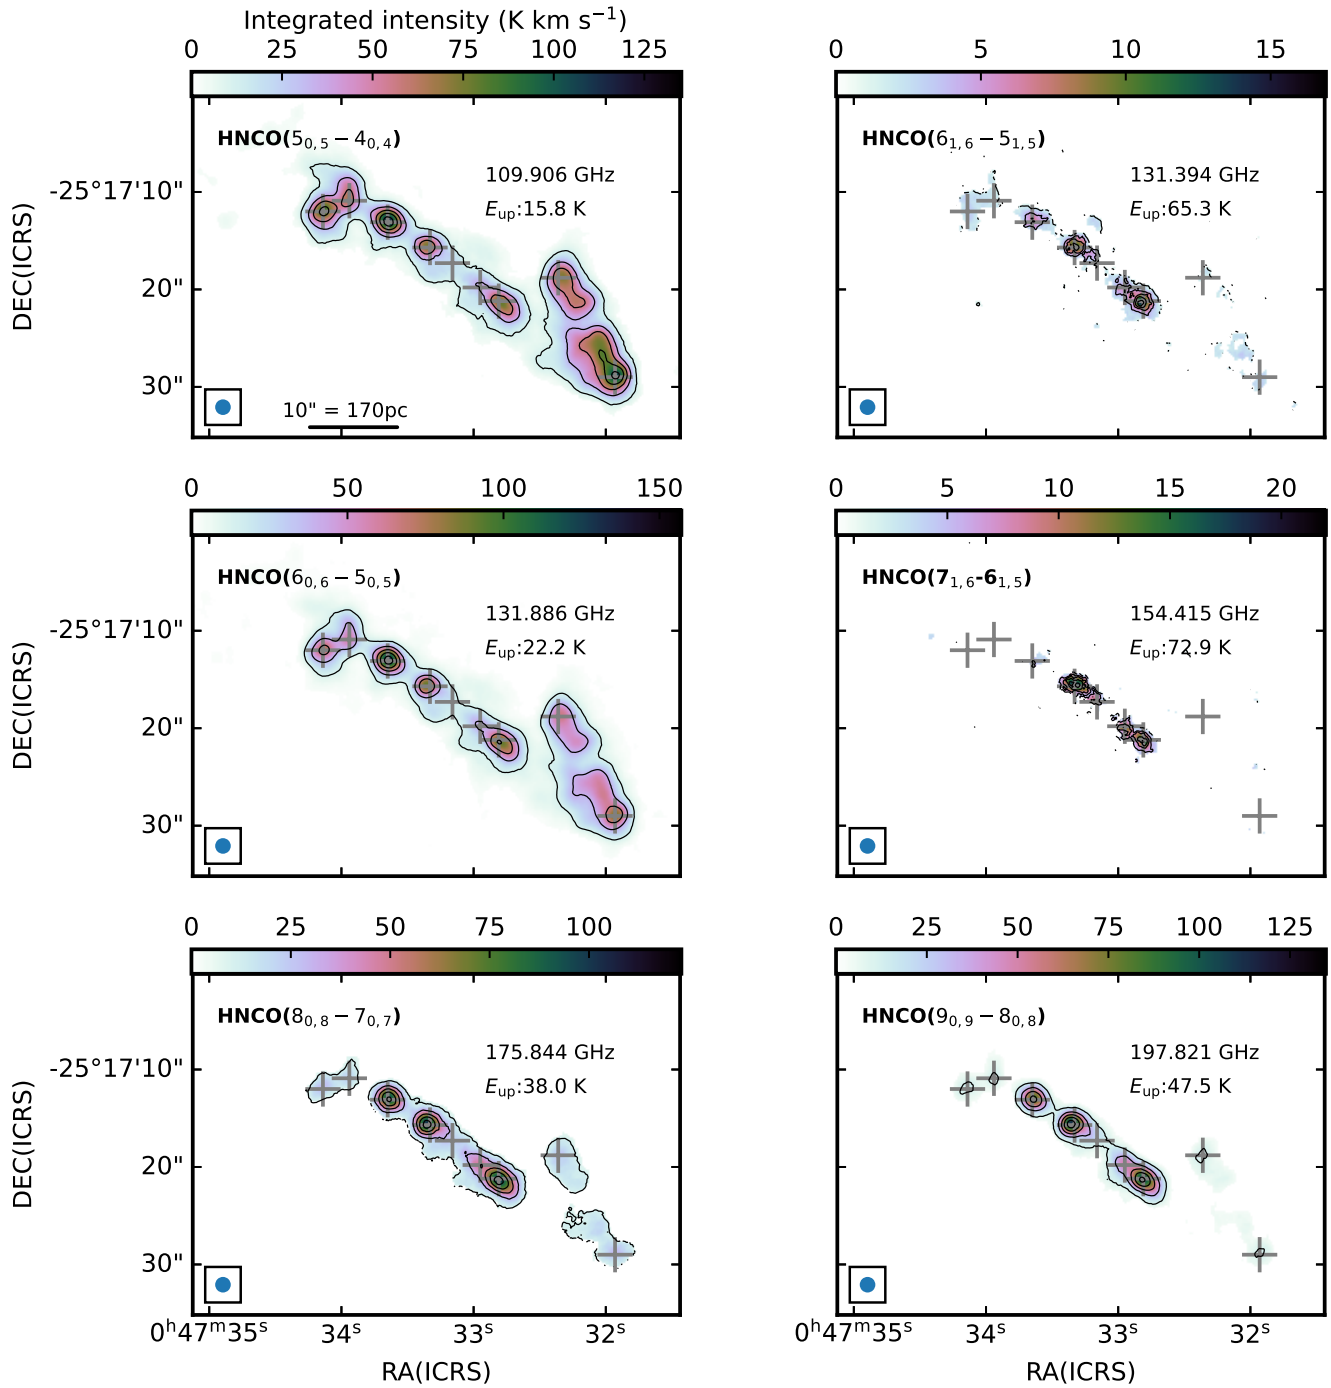 Integrated intensity (K km s⁻¹)
0 25 50 75 100 125
0 5 10 15
HNCO(5₀,₅ − 4₀,₄)
109.906 GHz
E_up:15.8 K
HNCO(6₁,₆ − 5₁,₅)
131.394 GHz
E_up:65.3 K
DEC(ICRS)
-25°17'10"
20"
30"
10" = 170pc
0 50 100 150
0 5 10 15 20
HNCO(6₀,₆ − 5₀,₅)
131.886 GHz
E_up:22.2 K
HNCO(7₁,₆-6₁,₅)
154.415 GHz
E_up:72.9 K
DEC(ICRS)
-25°17'10"
20"
30"
0 25 50 75 100
0 25 50 75 100 125
HNCO(8₀,₈ − 7₀,₇)
175.844 GHz
E_up:38.0 K
HNCO(9₀,₉ − 8₀,₈)
197.821 GHz
E_up:47.5 K
DEC(ICRS)
-25°17'10"
20"
30"
0ʰ47ᵐ35ˢ 34ˢ 33ˢ 32ˢ
0ʰ47ᵐ35ˢ 34ˢ 33ˢ 32ˢ
RA(ICRS)
RA(ICRS)